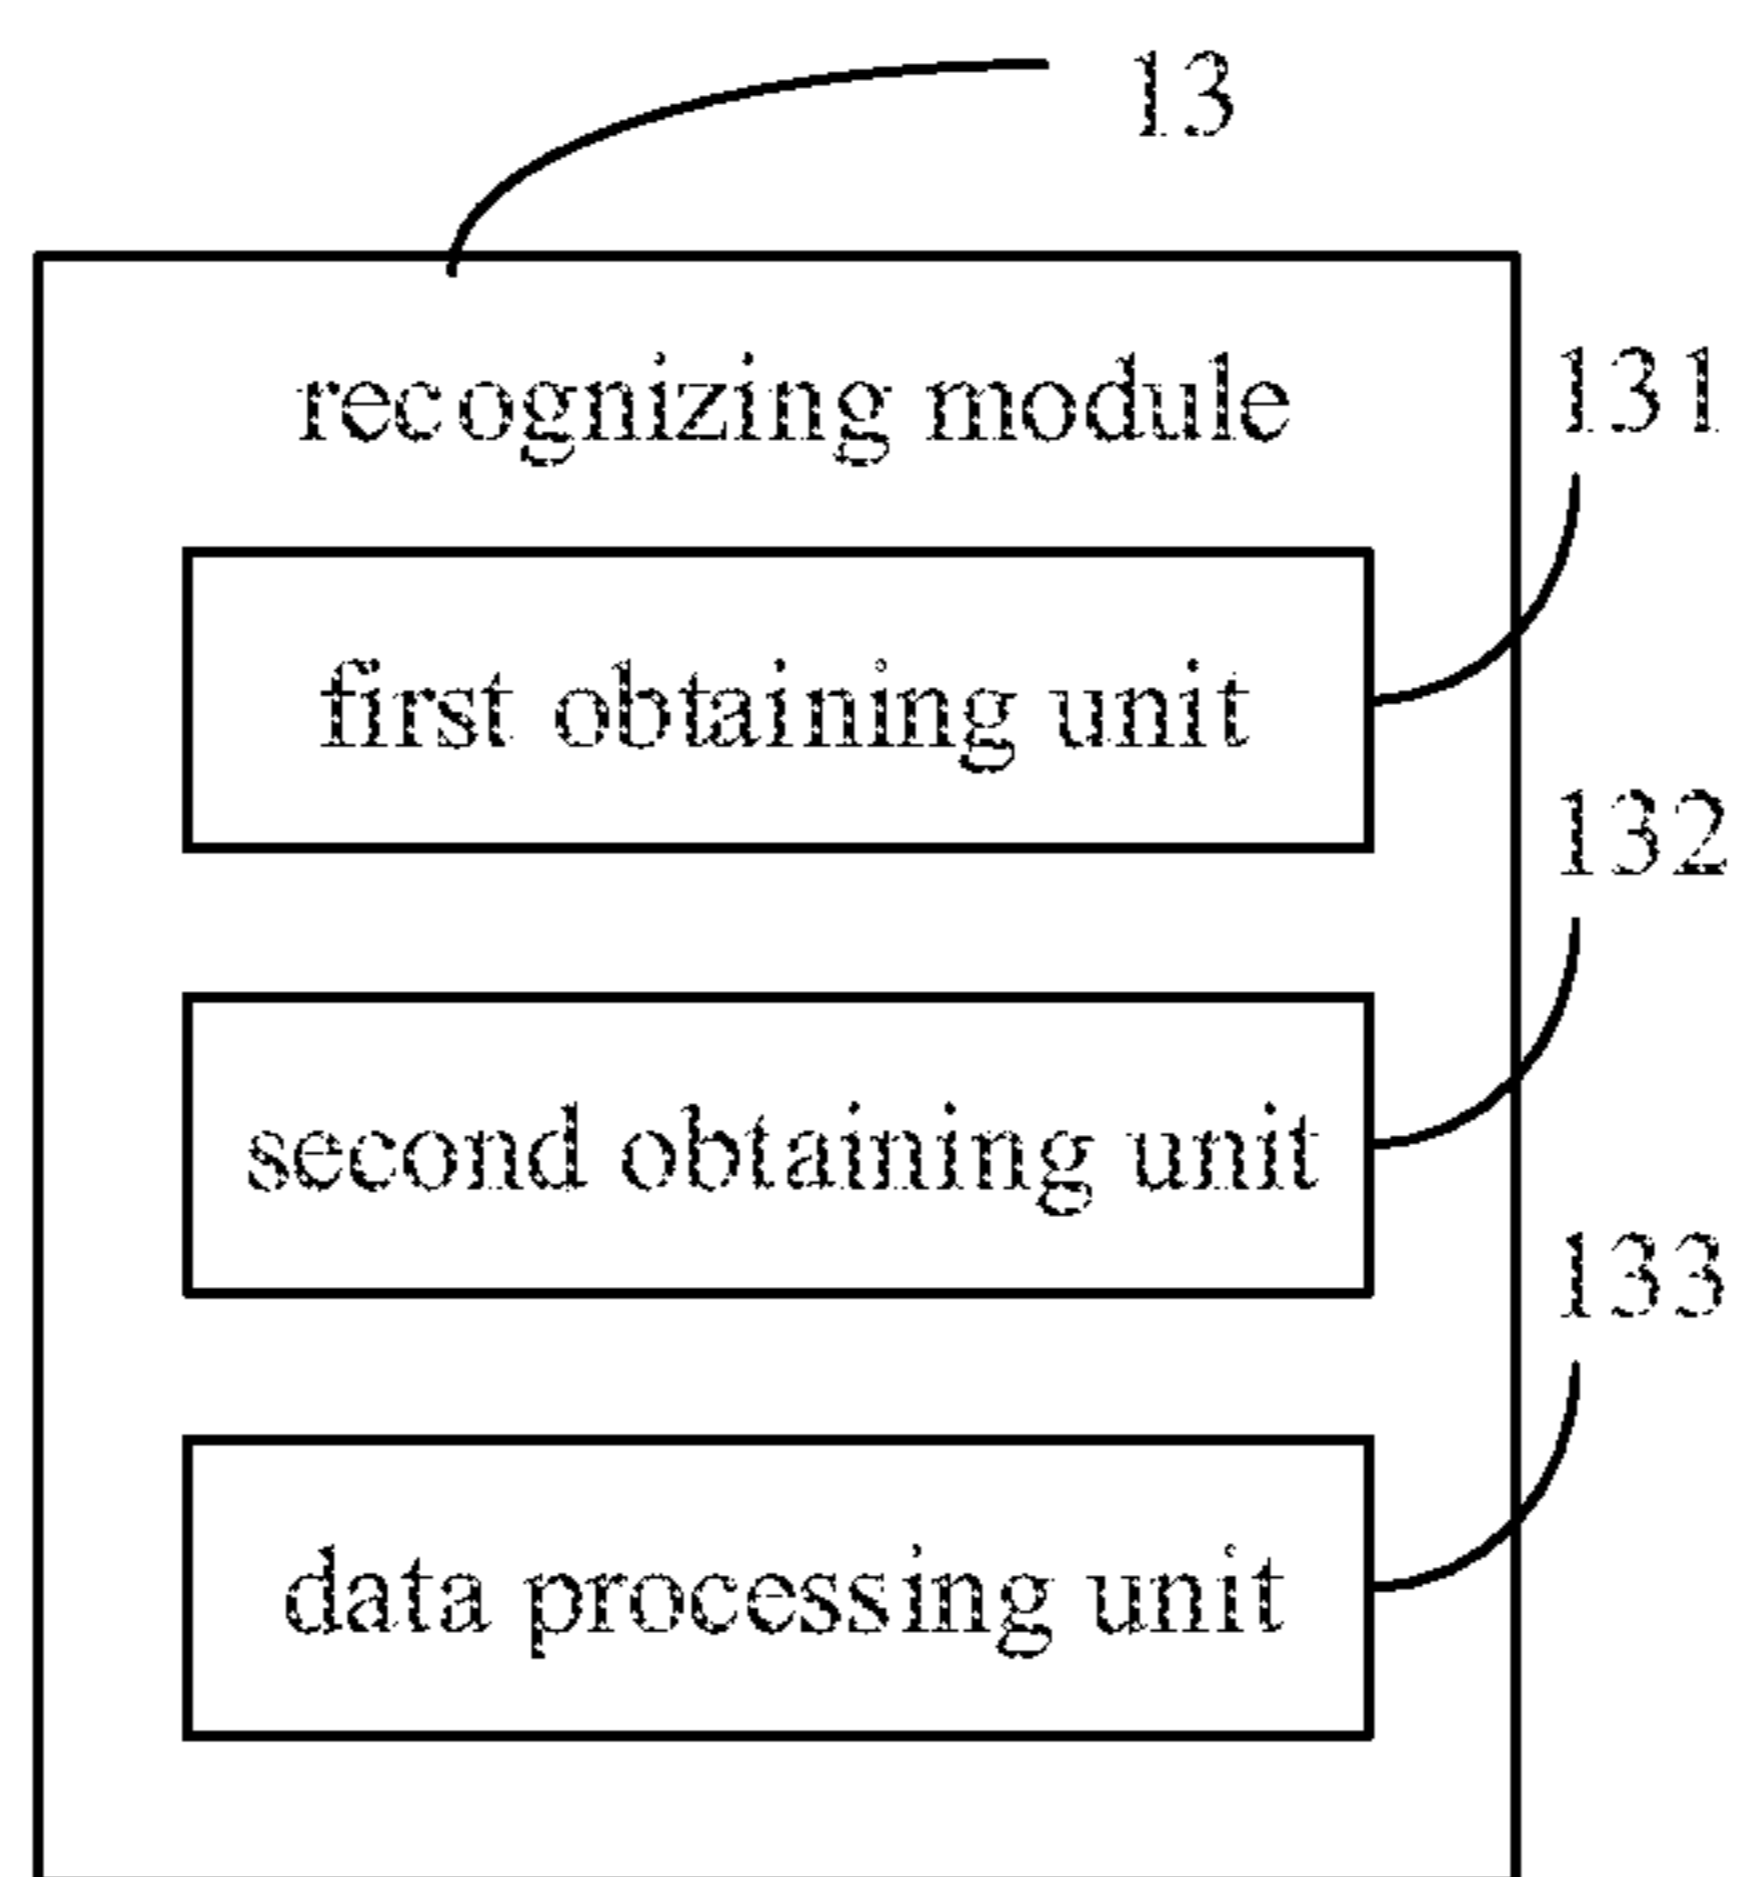 13
recognizing module
131
first obtaining unit
132
second obtaining unit
133
data processing unit